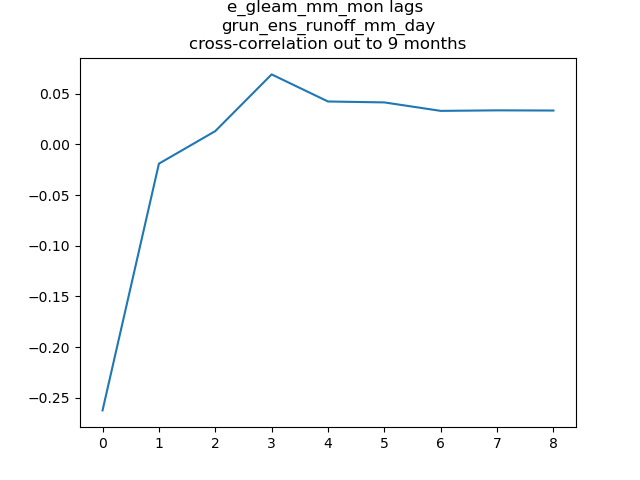 e_gleam_mm_mon lags
grun_ens_runoff_mm_day
cross-correlation out to 9 months
0.05
0.00
−0.05
−0.10
−0.15
−0.20
−0.25
0 1 2 3 4 5 6 7 8